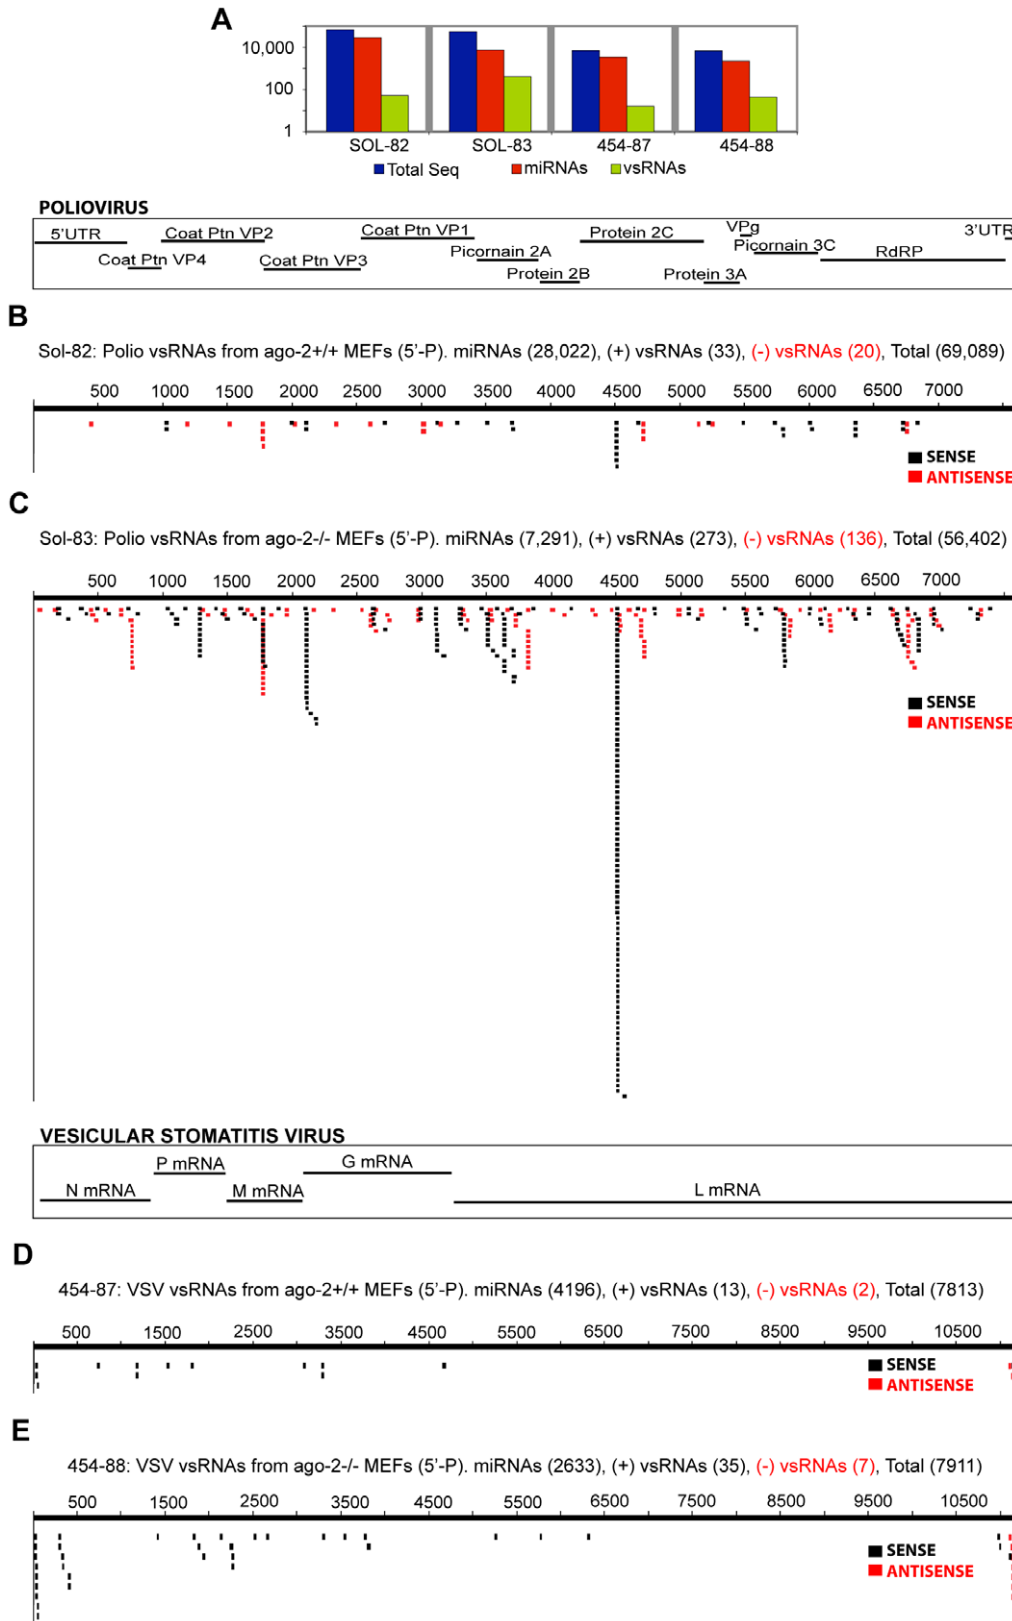 A
10,000
100
1
SOL-82 SOL-83 454-87 454-88
Total Seq miRNAs vsRNAs
POLIOVIRUS
5'UTR Coat Ptn VP2 Coat Ptn VP1 Protein 2C VPg 3'UTR
Coat Ptn VP4 Coat Ptn VP3 Picornain 2A Picornain 3C RdRP
Protein 2B Protein 3A
B
Sol-82: Polio vsRNAs from ago-2+/+ MEFs (5'-P). miRNAs (28,022), (+) vsRNAs (33), (-) vsRNAs (20), Total (69,089)
500 1000 1500 2000 2500 3000 3500 4000 4500 5000 5500 6000 6500 7000
SENSE
ANTISENSE
C
Sol-83: Polio vsRNAs from ago-2-/- MEFs (5'-P). miRNAs (7,291), (+) vsRNAs (273), (-) vsRNAs (136), Total (56,402)
500 1000 1500 2000 2500 3000 3500 4000 4500 5000 5500 6000 6500 7000
SENSE
ANTISENSE
VESICULAR STOMATITIS VIRUS
P mRNA G mRNA
N mRNA M mRNA L mRNA
D
454-87: VSV vsRNAs from ago-2+/+ MEFs (5'-P). miRNAs (4196), (+) vsRNAs (13), (-) vsRNAs (2), Total (7813)
500 1500 2500 3500 4500 5500 6500 7500 8500 9500 10500
SENSE
ANTISENSE
E
454-88: VSV vsRNAs from ago-2-/- MEFs (5'-P). miRNAs (2633), (+) vsRNAs (35), (-) vsRNAs (7), Total (7911)
500 1500 2500 3500 4500 5500 6500 7500 8500 9500 10500
SENSE
ANTISENSE